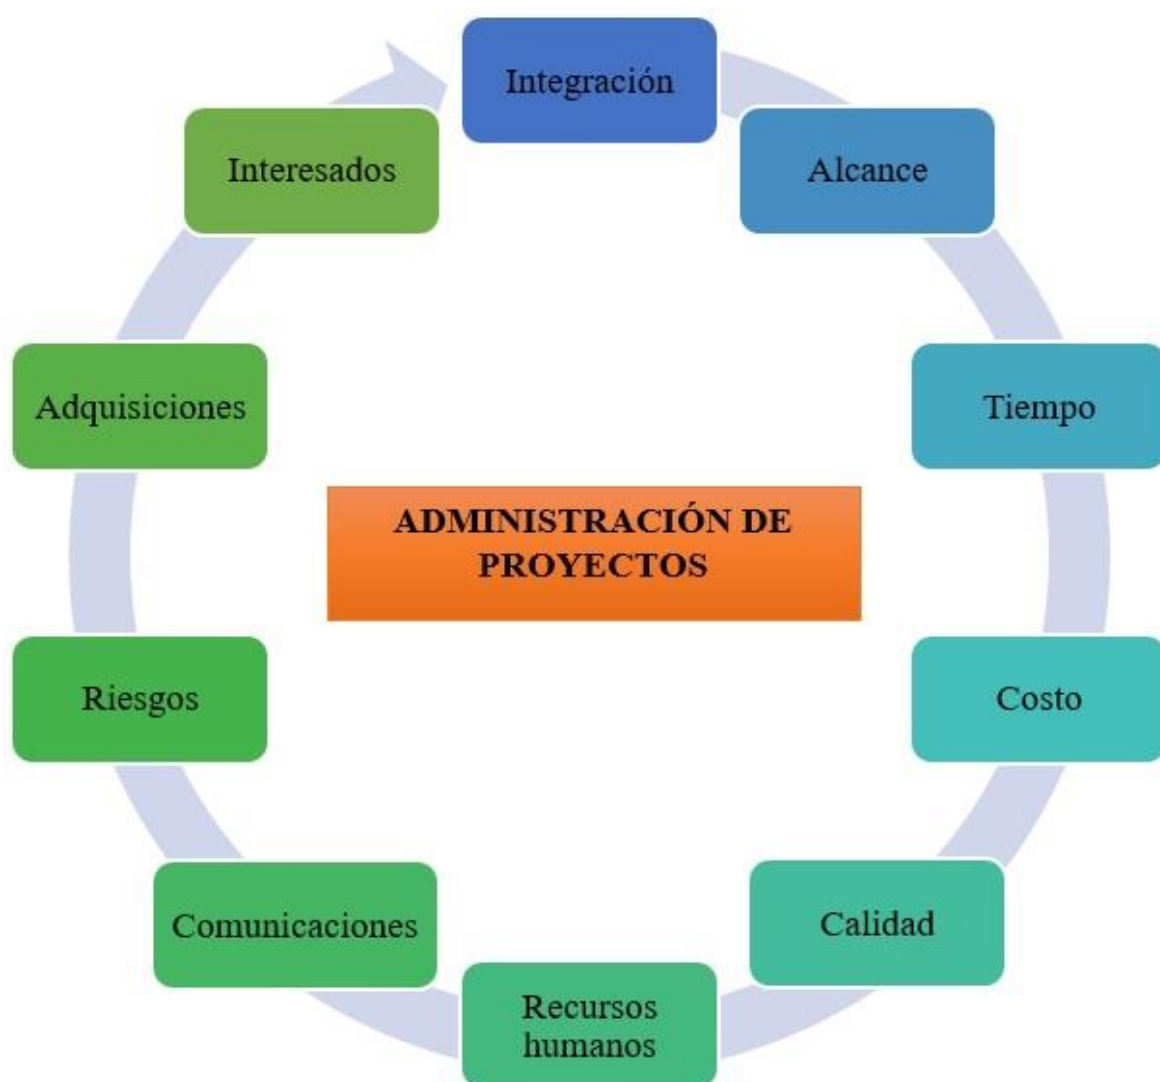 Integración
Alcance
Tiempo
Costo
Calidad
Recursos
humanos
Comunicaciones
Riesgos
Adquisiciones
Interesados
ADMINISTRACIÓN DE
PROYECTOS